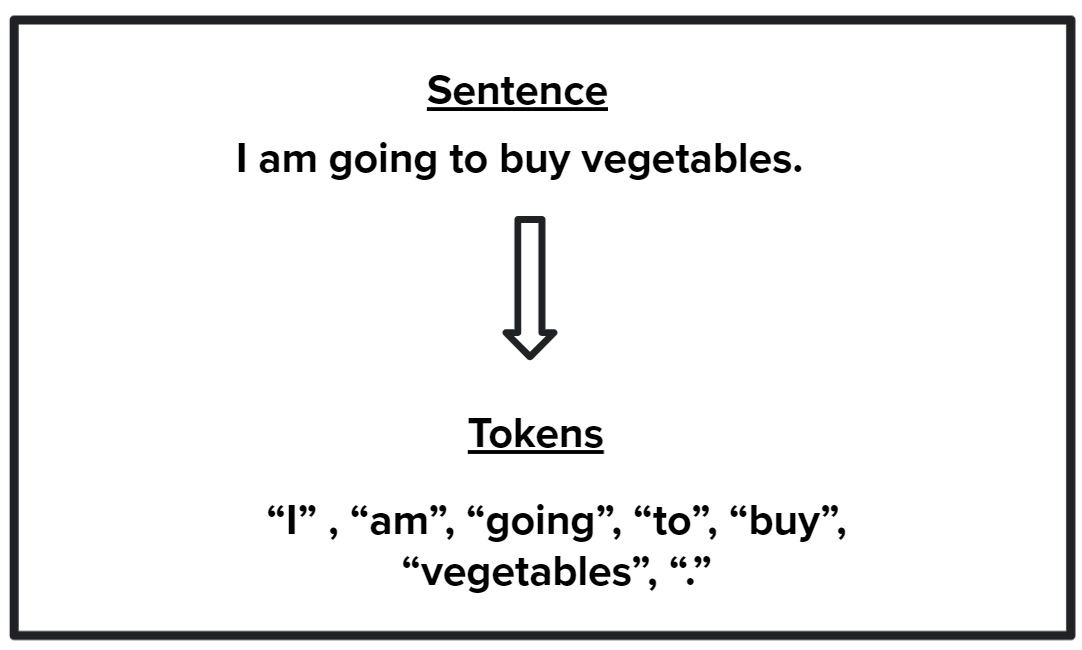 Sentence
I am going to buy vegetables.
Tokens
“I” , “am”, “going”, “to”, “buy”,
“vegetables”, “.”